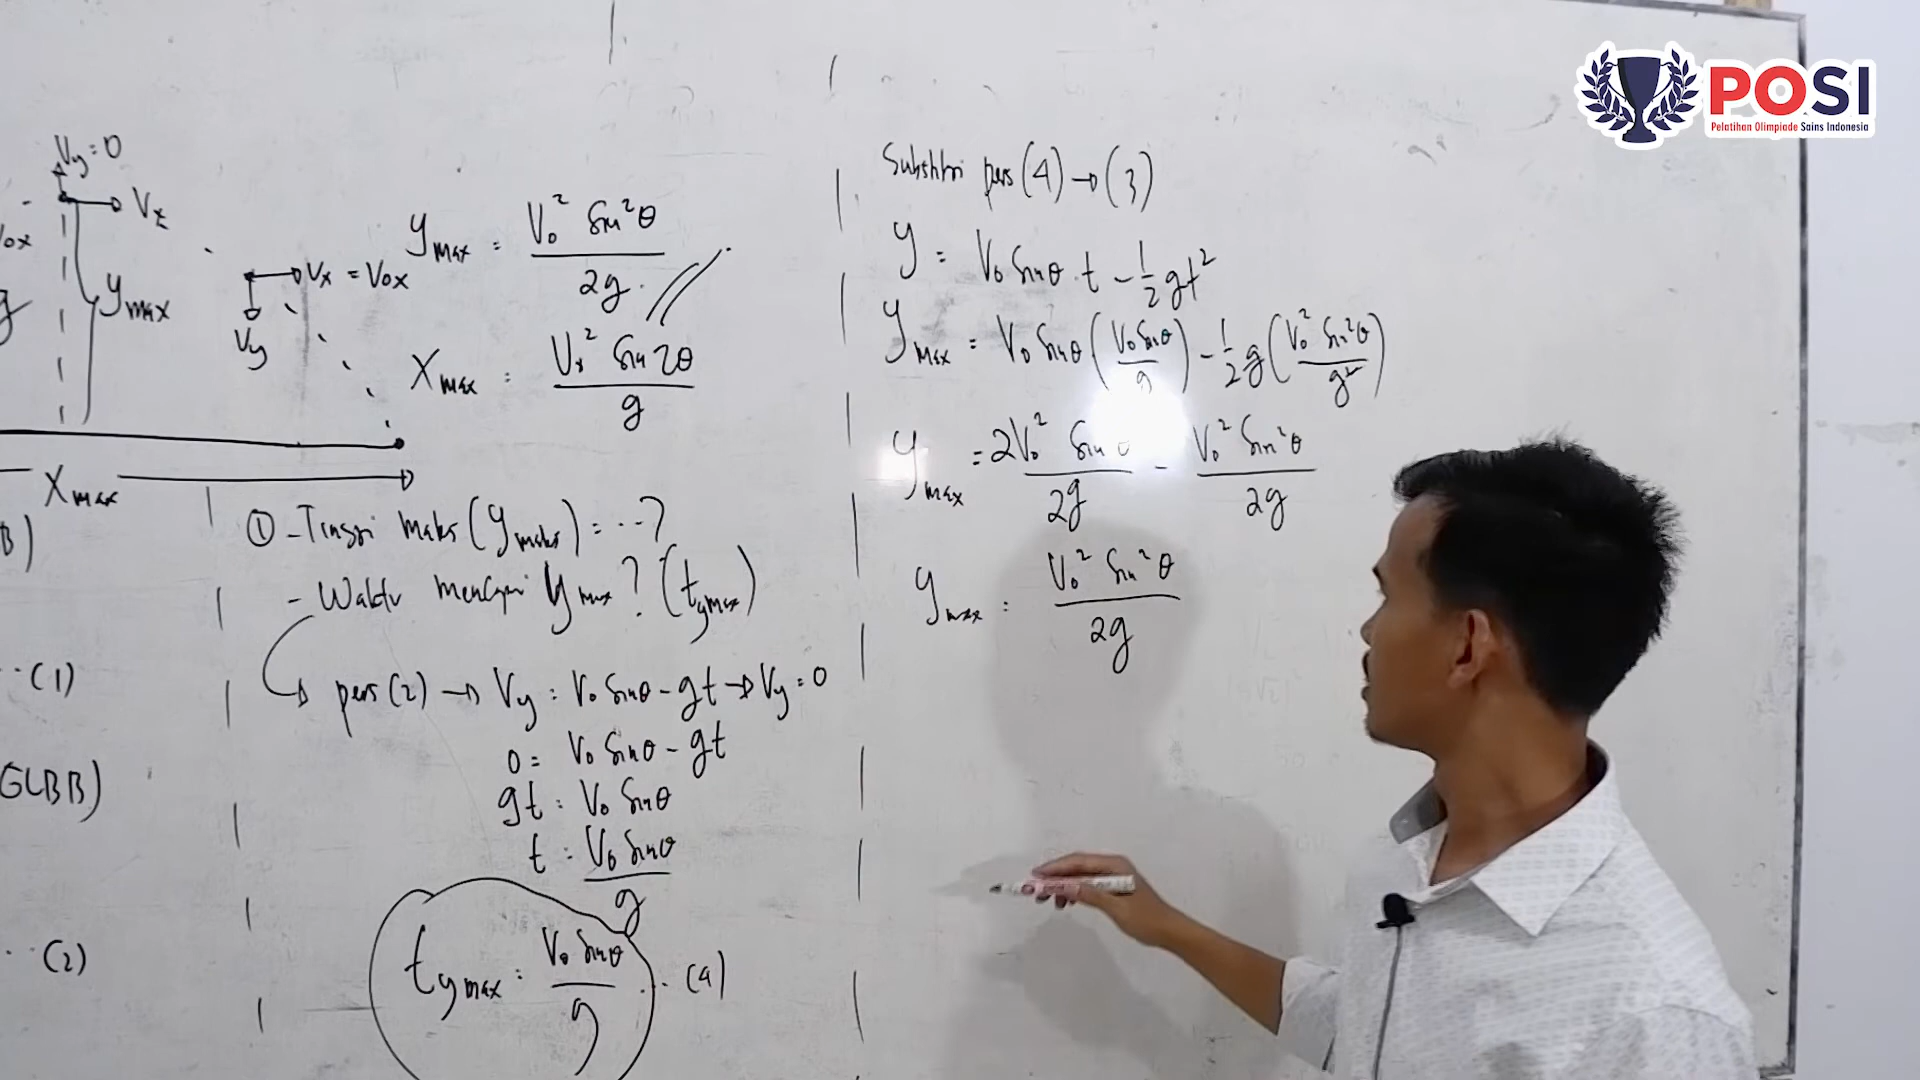 POSI
Pelatihan Olimpiade Sains Indonesia
Vy = 0
Vx
V0x
ymax
Vx = V0x
Vy
Xmax
ymax = V0² Sin²θ / 2g
Xmax = V0² Sin 2θ / g
① - Tinggi maks (ymaks) = ...?
- Waktu mencapai ymax? (tymax)
pers (2) → Vy = V0 Sinθ - gt → Vy = 0
0 = V0 Sinθ - gt
gt = V0 Sinθ
t = V0 Sinθ / g
tymax = V0 Sinθ / g ... (4)
B)
... (1)
GLBB)
... (2)
pers (4) → (3)
y = V0 Sinθ . t - 1/2 gt²
ymax = V0 Sinθ (V0 Sinθ / g) - 1/2 g (V0² Sin²θ / g²)
ymax = 2V0² Sin θ / 2g - V0² Sin²θ / 2g
ymax = V0² Sin²θ / 2g